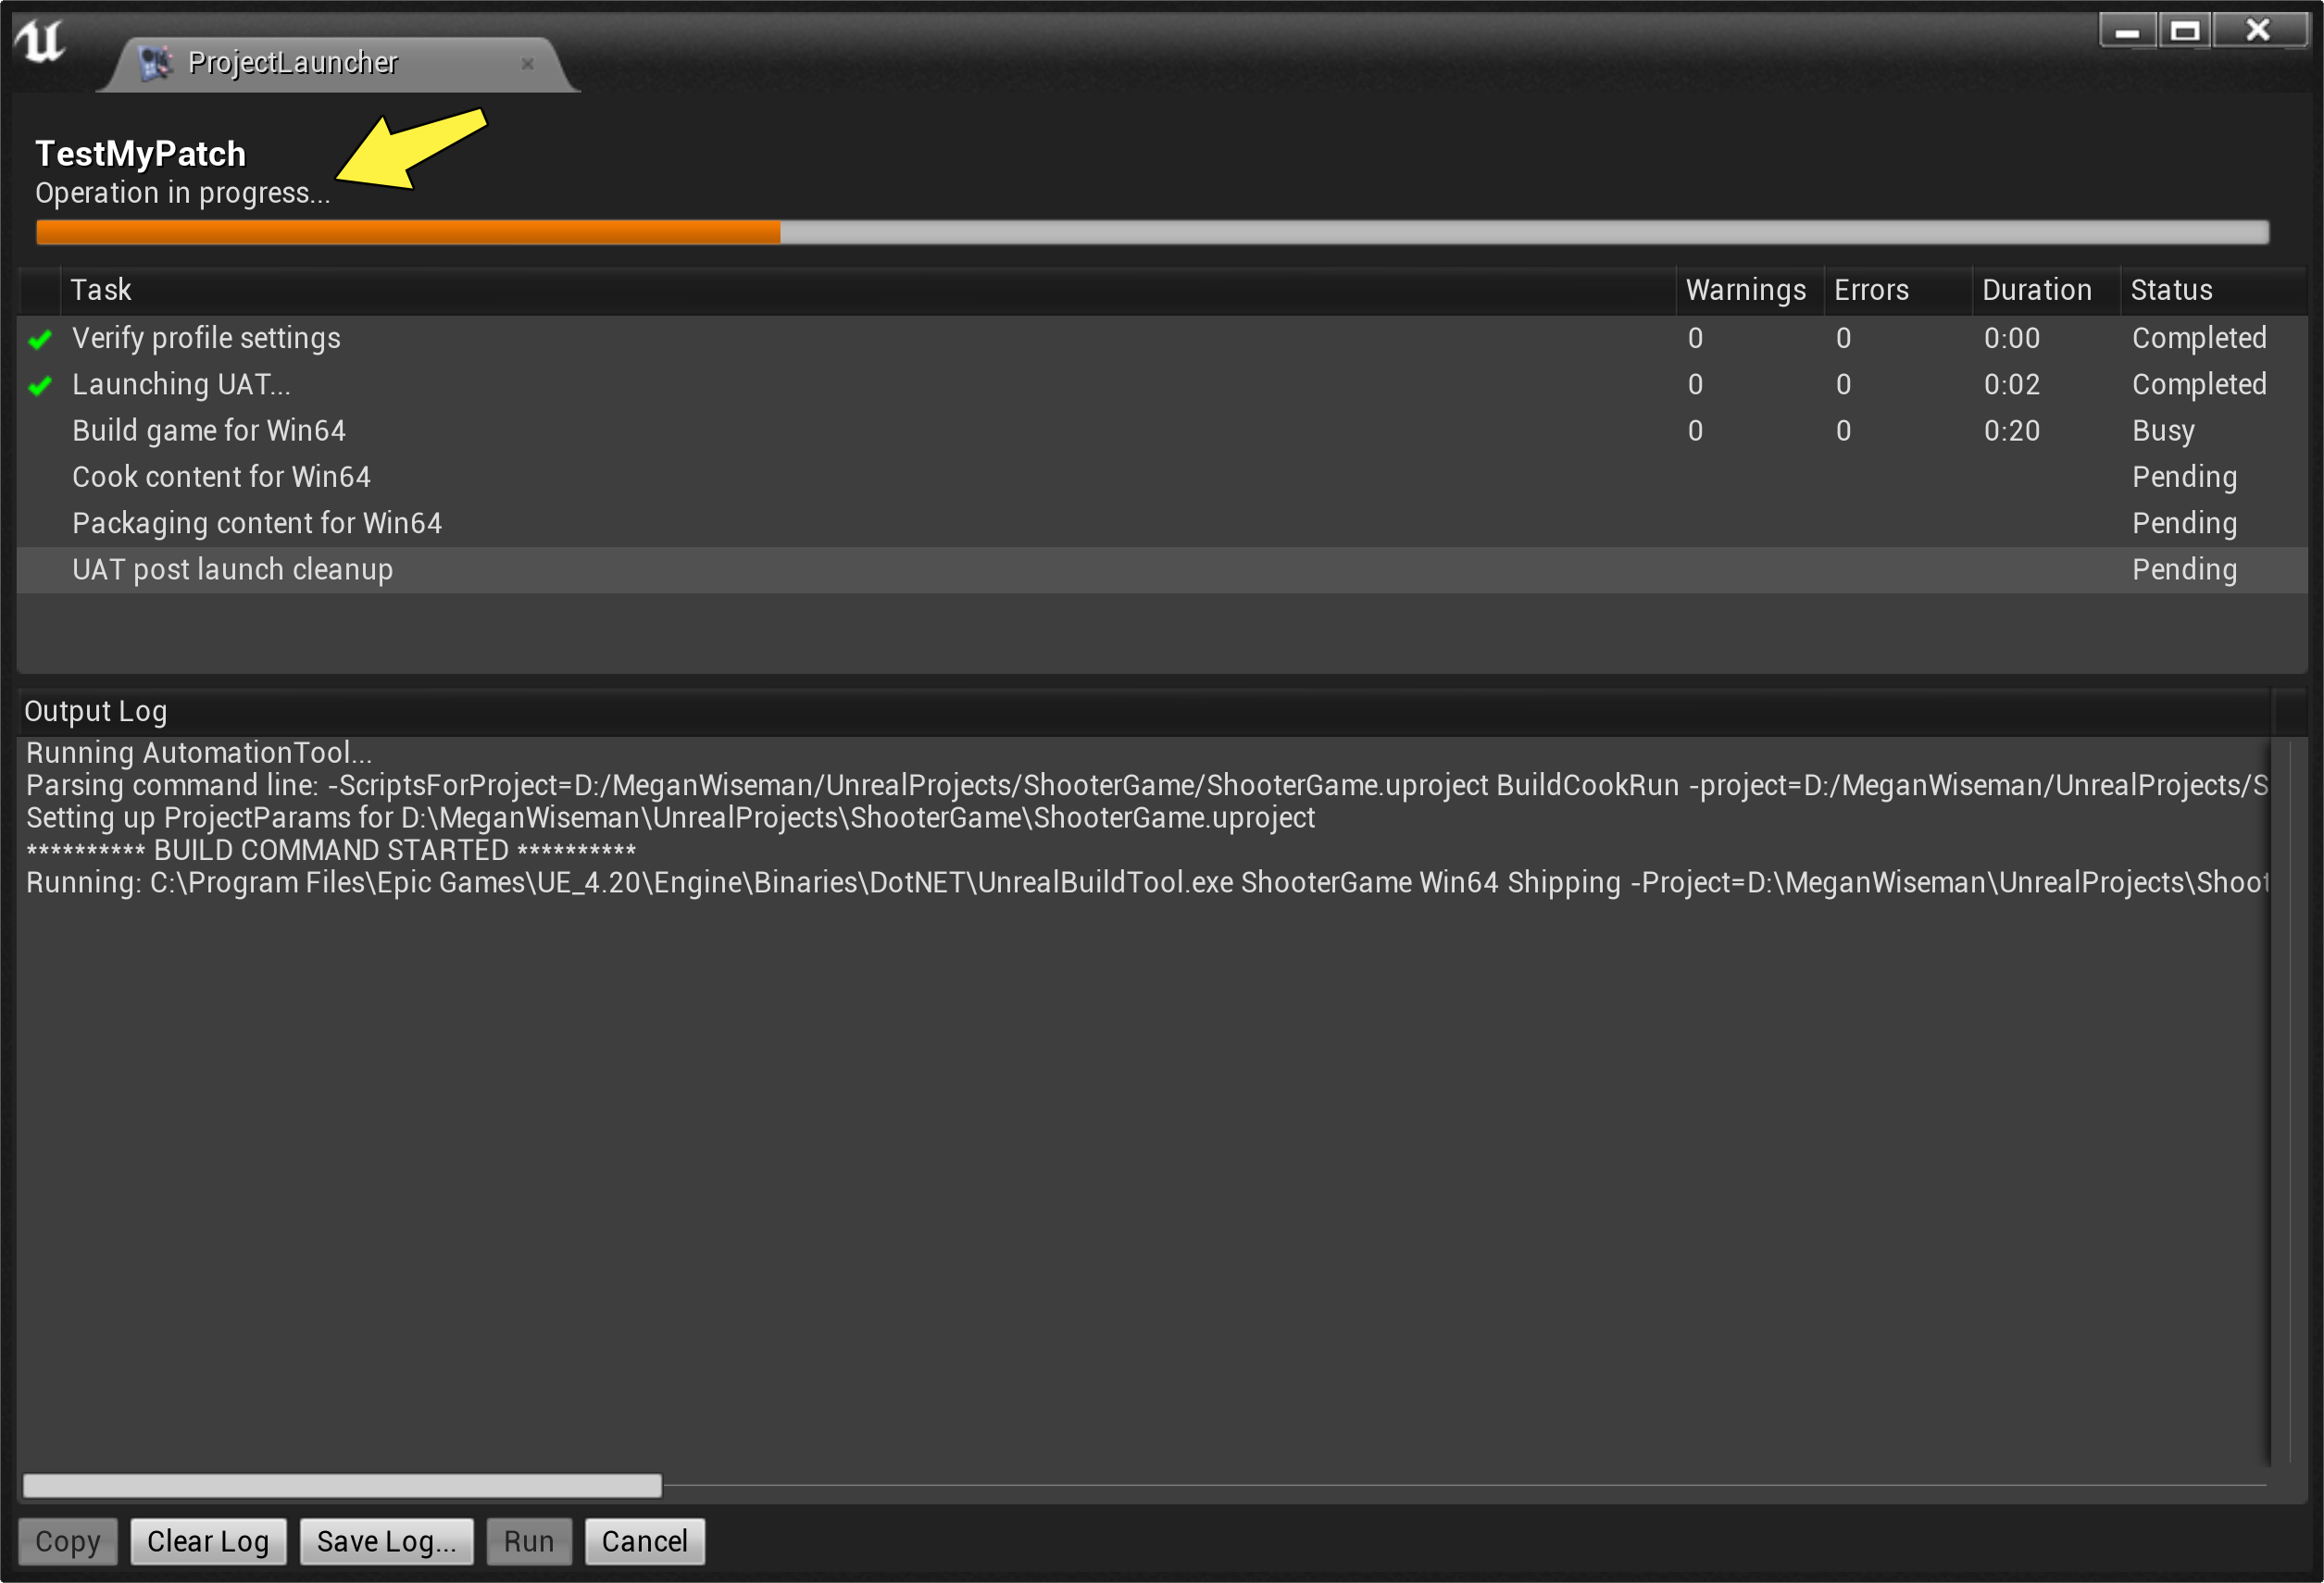 ProjectLauncher
TestMyPatch
Operation in progress...
Task Warnings Errors Duration Status
Verify profile settings 0 0 0:00 Completed
Launching UAT... 0 0 0:02 Completed
Build game for Win64 0 0 0:20 Busy
Cook content for Win64 Pending
Packaging content for Win64 Pending
UAT post launch cleanup Pending
Output Log
Running AutomationTool...
Parsing command line: -ScriptsForProject=D:/MeganWiseman/UnrealProjects/ShooterGame/ShooterGame.uproject BuildCookRun -project=D:/MeganWiseman/UnrealProjects/S
Setting up ProjectParams for D:\MeganWiseman\UnrealProjects\ShooterGame\ShooterGame.uproject
********** BUILD COMMAND STARTED **********
Running: C:\Program Files\Epic Games\UE_4.20\Engine\Binaries\DotNET\UnrealBuildTool.exe ShooterGame Win64 Shipping -Project=D:\MeganWiseman\UnrealProjects\Shoot
Copy Clear Log Save Log... Run Cancel